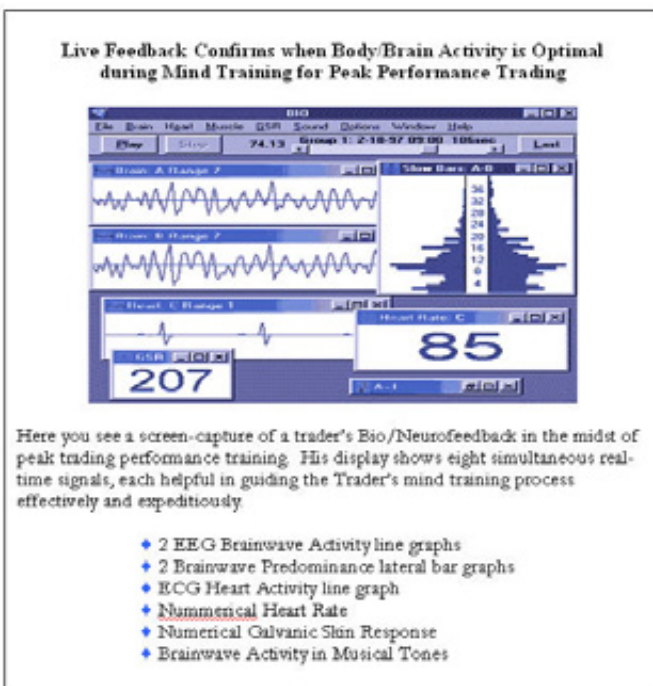 Live Feedback Confirms when Body/Brain Activity is Optimal
during Mind Training for Peak Performance Trading
BIO
File Brain Heart Muscle GSR Sound Options Window Help
Play Stop 74.13 Group 1: 2-18-97 09:00 106sec Last
Brain: A Range 7
Slow Bars: A-B
36
32
28
24
20
16
12
8
4
Brain: B Range 7
Heart: C Range 1
Heart Rate: C
85
GSR
207
A-1
Here you see a screen-capture of a trader's Bio/Neurofeedback in the midst of
peak trading performance training. His display shows eight simultaneous real-
time signals, each helpful in guiding the Trader's mind training process
effectively and expeditiously.
2 EEG Brainwave Activity line graphs
2 Brainwave Predominance lateral bar graphs
ECG Heart Activity line graph
Nummerical Heart Rate
Numerical Galvanic Skin Response
Brainwave Activity in Musical Tones